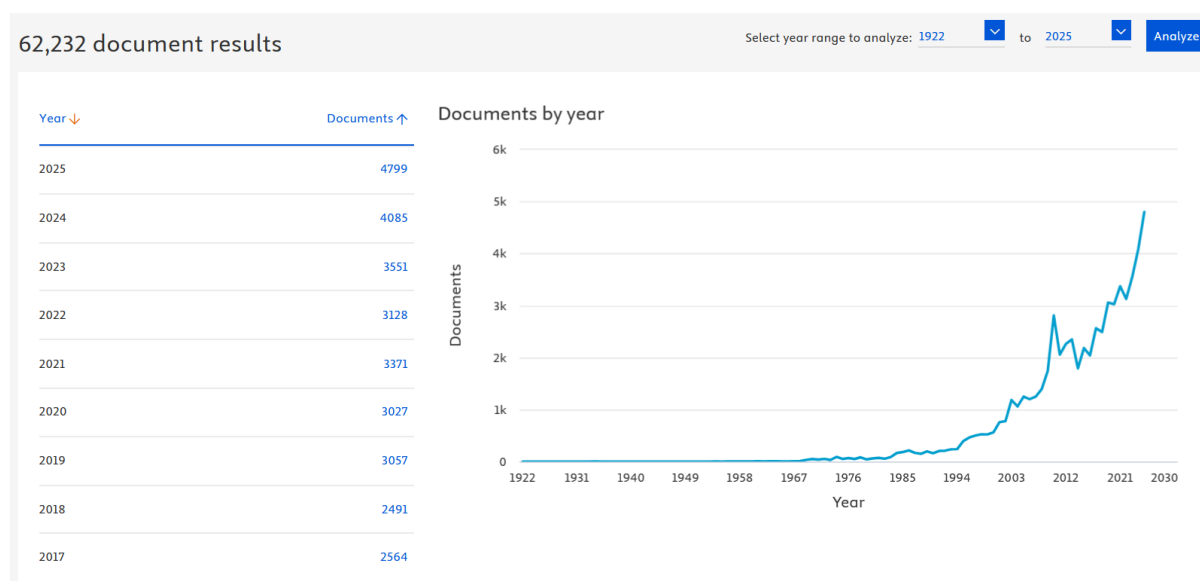 62,232 document results
Select year range to analyze: 1922 to 2025 Analyze
Year Documents
2025 4799
2024 4085
2023 3551
2022 3128
2021 3371
2020 3027
2019 3057
2018 2491
2017 2564
Documents by year
6k
5k
4k
3k
2k
1k
0
Documents
1922 1931 1940 1949 1958 1967 1976 1985 1994 2003 2012 2021 2030
Year